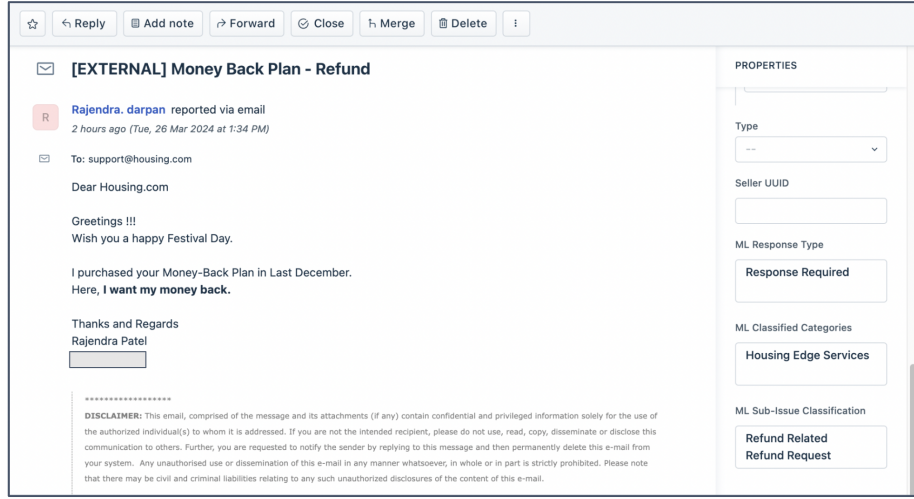 Reply
Add note
Forward
Close
Merge
Delete
[EXTERNAL] Money Back Plan - Refund
R
Rajendra. darpan reported via email
2 hours ago (Tue, 26 Mar 2024 at 1:34 PM)
To: support@housing.com
Dear Housing.com
Greetings !!!
Wish you a happy Festival Day.
I purchased your Money-Back Plan in Last December.
Here, I want my money back.
Thanks and Regards
Rajendra Patel
******************
DISCLAIMER: This email, comprised of the message and its attachments (if any) contain confidential and privileged information solely for the use of
the authorized individual(s) to whom it is addressed. If you are not the intended recipient, please do not use, read, copy, disseminate or disclose this
communication to others. Further, you are requested to notify the sender by replying to this message and then permanently delete this e-mail from
your system. Any unauthorised use or dissemination of this e-mail in any manner whatsoever, in whole or in part is strictly prohibited. Please note
that there may be civil and criminal liabilities relating to any such unauthorized disclosures of the content of this e-mail.
PROPERTIES
Type
--
Seller UUID
ML Response Type
Response Required
ML Classified Categories
Housing Edge Services
ML Sub-Issue Classification
Refund Related
Refund Request